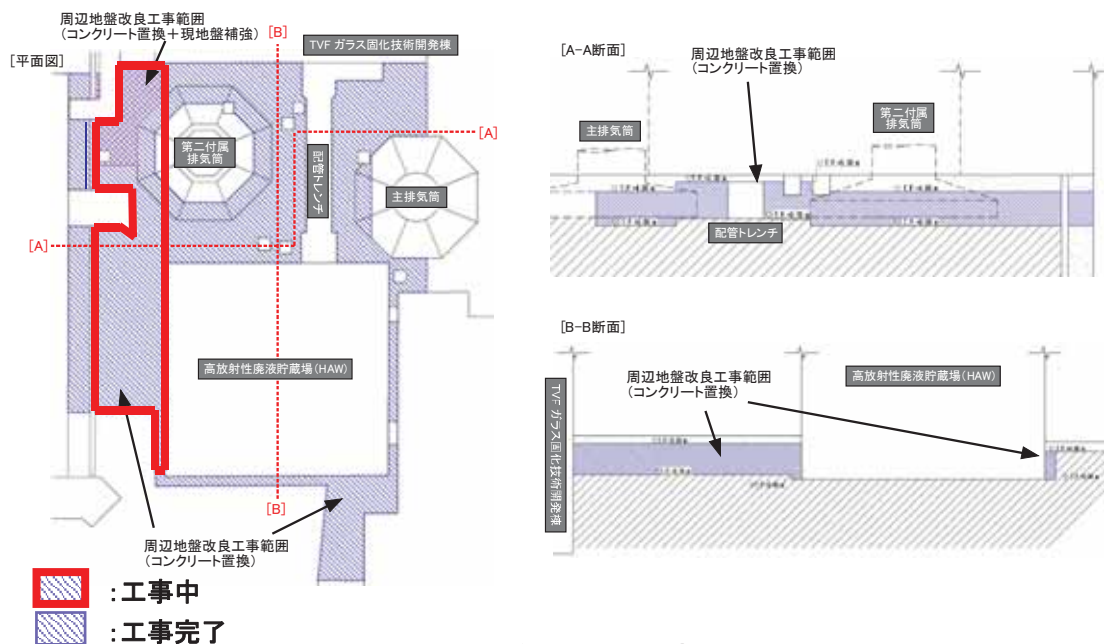 周辺地盤改良工事範囲
(コンクリート置換+現地盤補強)
[平面図]
[B]
TVF ガラス固化技術開発棟
第二付属
排気筒
配管トレンチ
主排気筒
[A]
[A]
高放射性廃液貯蔵場(HAW)
[B]
周辺地盤改良工事範囲
(コンクリート置換)
:工事中
:工事完了
[A-A断面]
周辺地盤改良工事範囲
(コンクリート置換)
主排気筒
第二付属
排気筒
配管トレンチ
[B-B断面]
周辺地盤改良工事範囲
(コンクリート置換)
高放射性廃液貯蔵場(HAW)
TVF ガラス固化技術開発棟